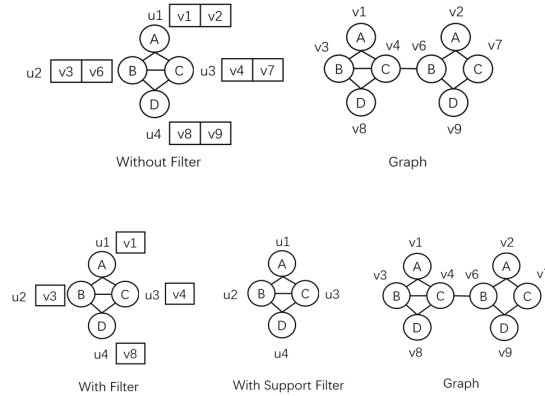 u1 v1 v2
A
u2 v3 v6 B C u3 v4 v7
D
u4 v8 v9
Without Filter
v1 v2
A A
v3 v4 v6 v7
B C B C
D D
v8 v9
Graph
u1 v1
A
u2 v3 B C u3 v4
D
u4 v8
With Filter
u1
A
u2 B C u3
D
u4
With Support Filter
v1 v2
A A
v3 v4 v6
B C B C
D D
v8 v9
Graph